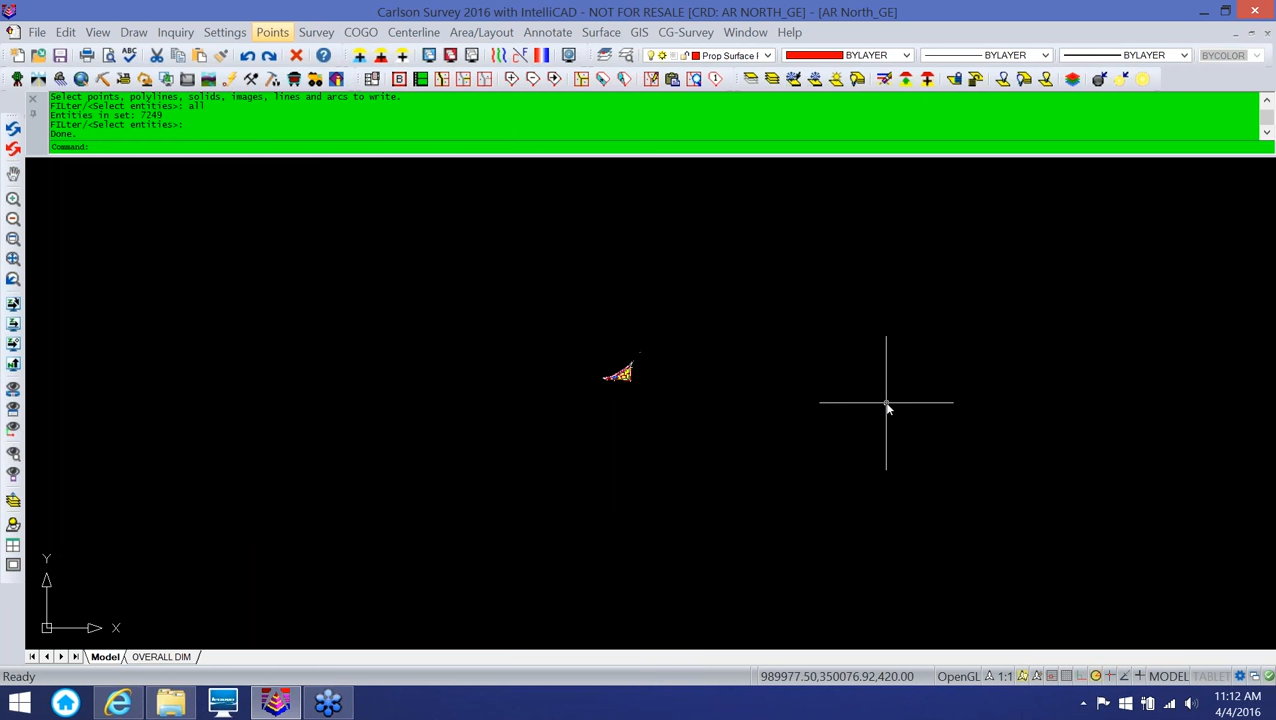 Carlson Survey 2016 with IntelliCAD - NOT FOR RESALE [CRD: AR NORTH_GE] - [AR North_GE]
File Edit View Draw Inquiry Settings Points Survey COGO Centerline Area/Layout Annotate Surface GIS CG-Survey Window Help
ABC Prop Surface F BYLAYER BYLAYER BYLAYER BYCOLOR
Select points, polylines, solids, images, lines and arcs to write.
FILter/<Select entities>: all
Entities in set: 7249
FILter/<Select entities>:
Done.
Command:
Y
X
Model OVERALL DIM
Ready 989977.50,350076.92,420.00 OpenGL 1:1 MODEL TABLET
11:12 AM
4/4/2016